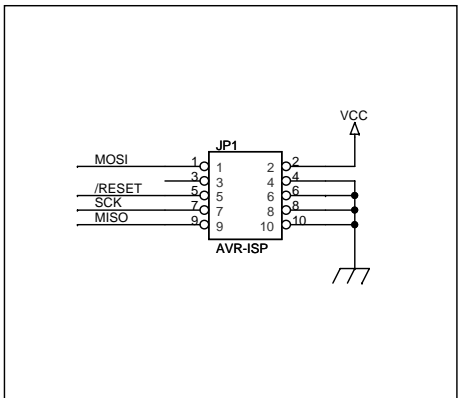 VCC
JP1
MOSI 1 1 2 2
3 3 4 4
/RESET 5 5 6 6
SCK 7 7 8 8
MISO 9 9 10 10
AVR-ISP